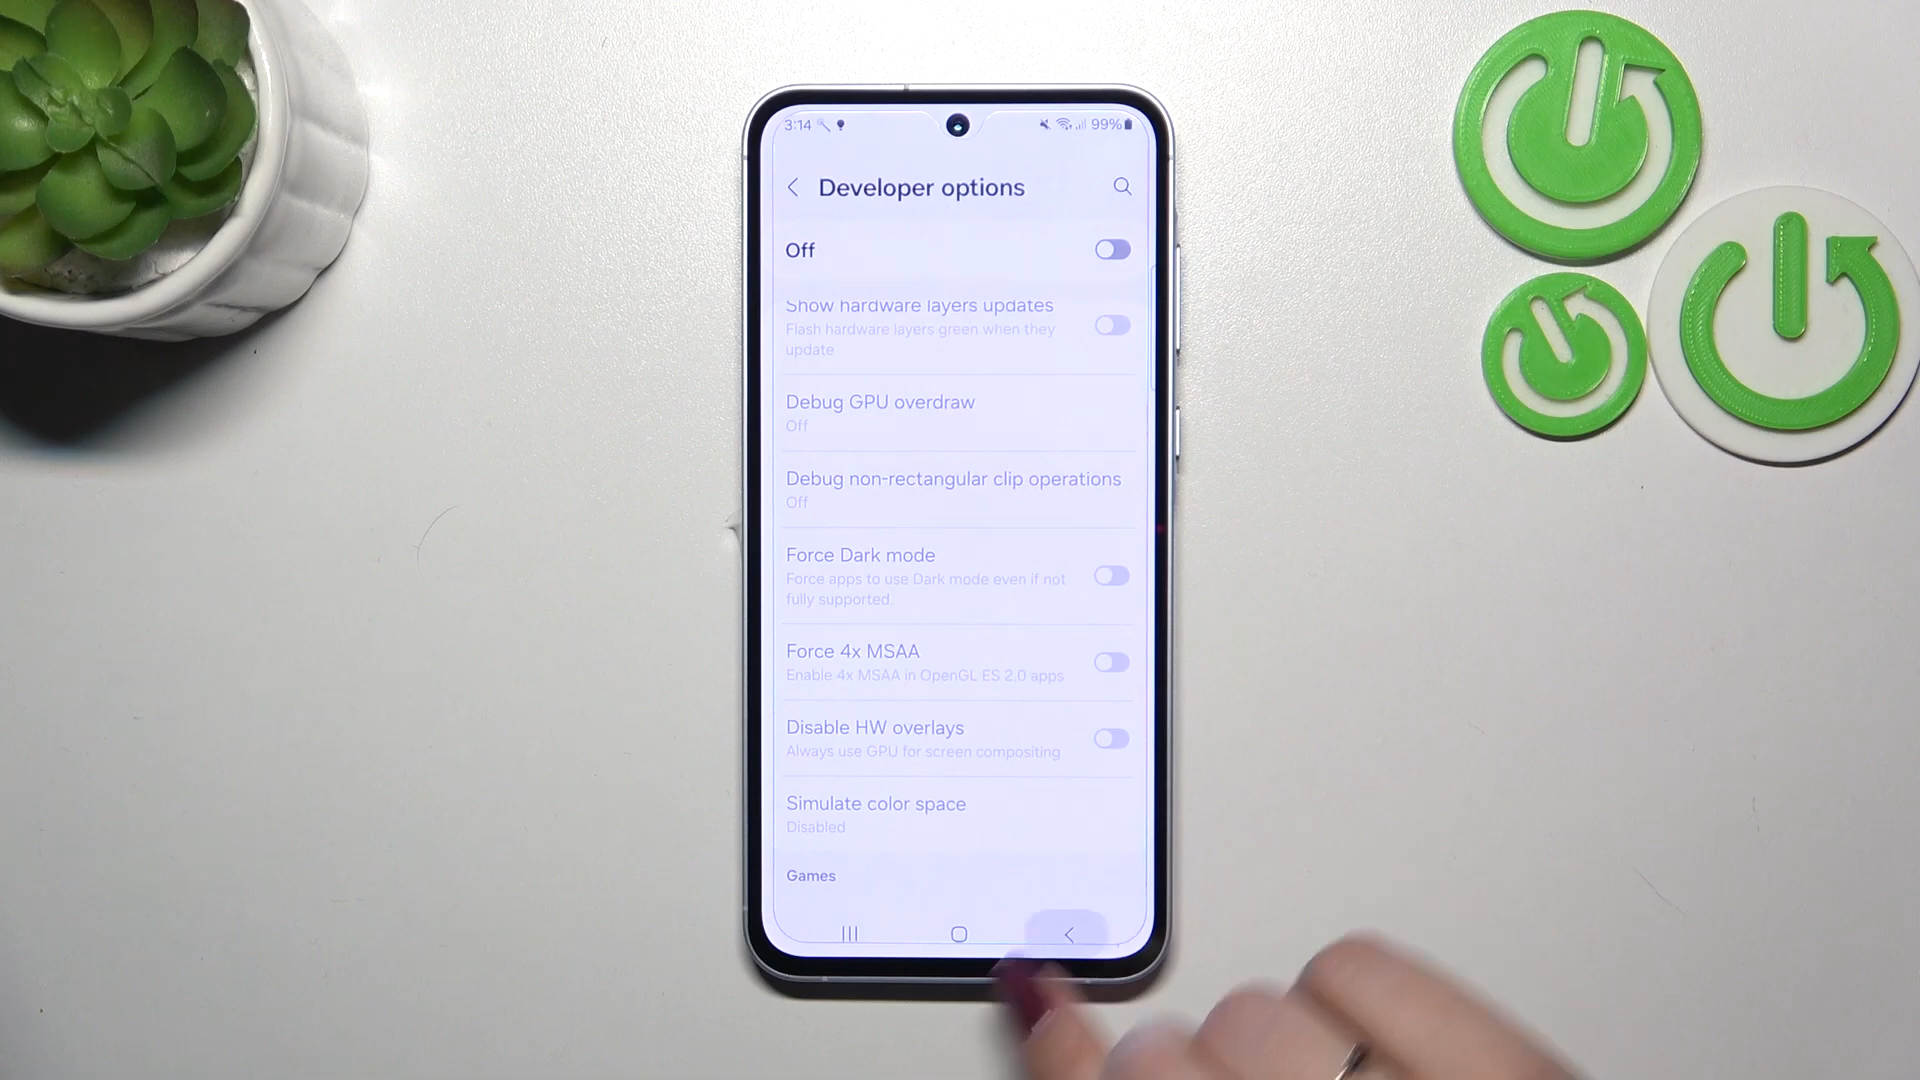 3:14 99%
Developer options
Off
Show hardware layers updates
Flash hardware layers green when they
update
Debug GPU overdraw
Off
Debug non-rectangular clip operations
Off
Force Dark mode
Force apps to use Dark mode even if not
fully supported.
Force 4x MSAA
Enable 4x MSAA in OpenGL ES 2.0 apps
Disable HW overlays
Always use GPU for screen compositing
Simulate color space
Disabled
Games